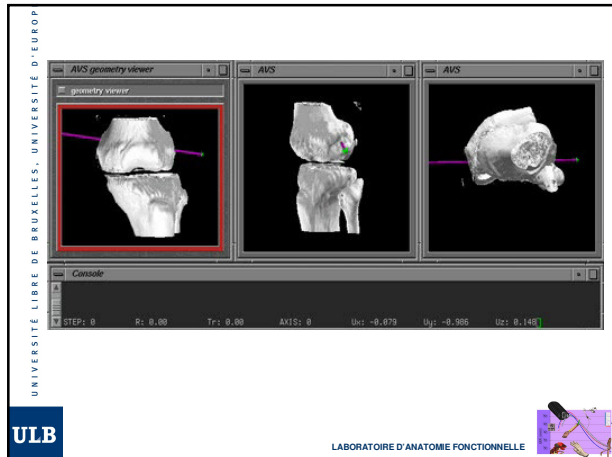 UNIVERSITÉ LIBRE DE BRUXELLES, UNIVERSITÉ D'EUROP
AVS geometry viewer
AVS
AVS
geometry viewer
Console
STEP: 0 R: 0.00 Tr: 0.00 AXIS: 0 Ux: -0.079 Uy: -0.986 Uz: 0.148
ULB
LABORATOIRE D'ANATOMIE FONCTIONNELLE